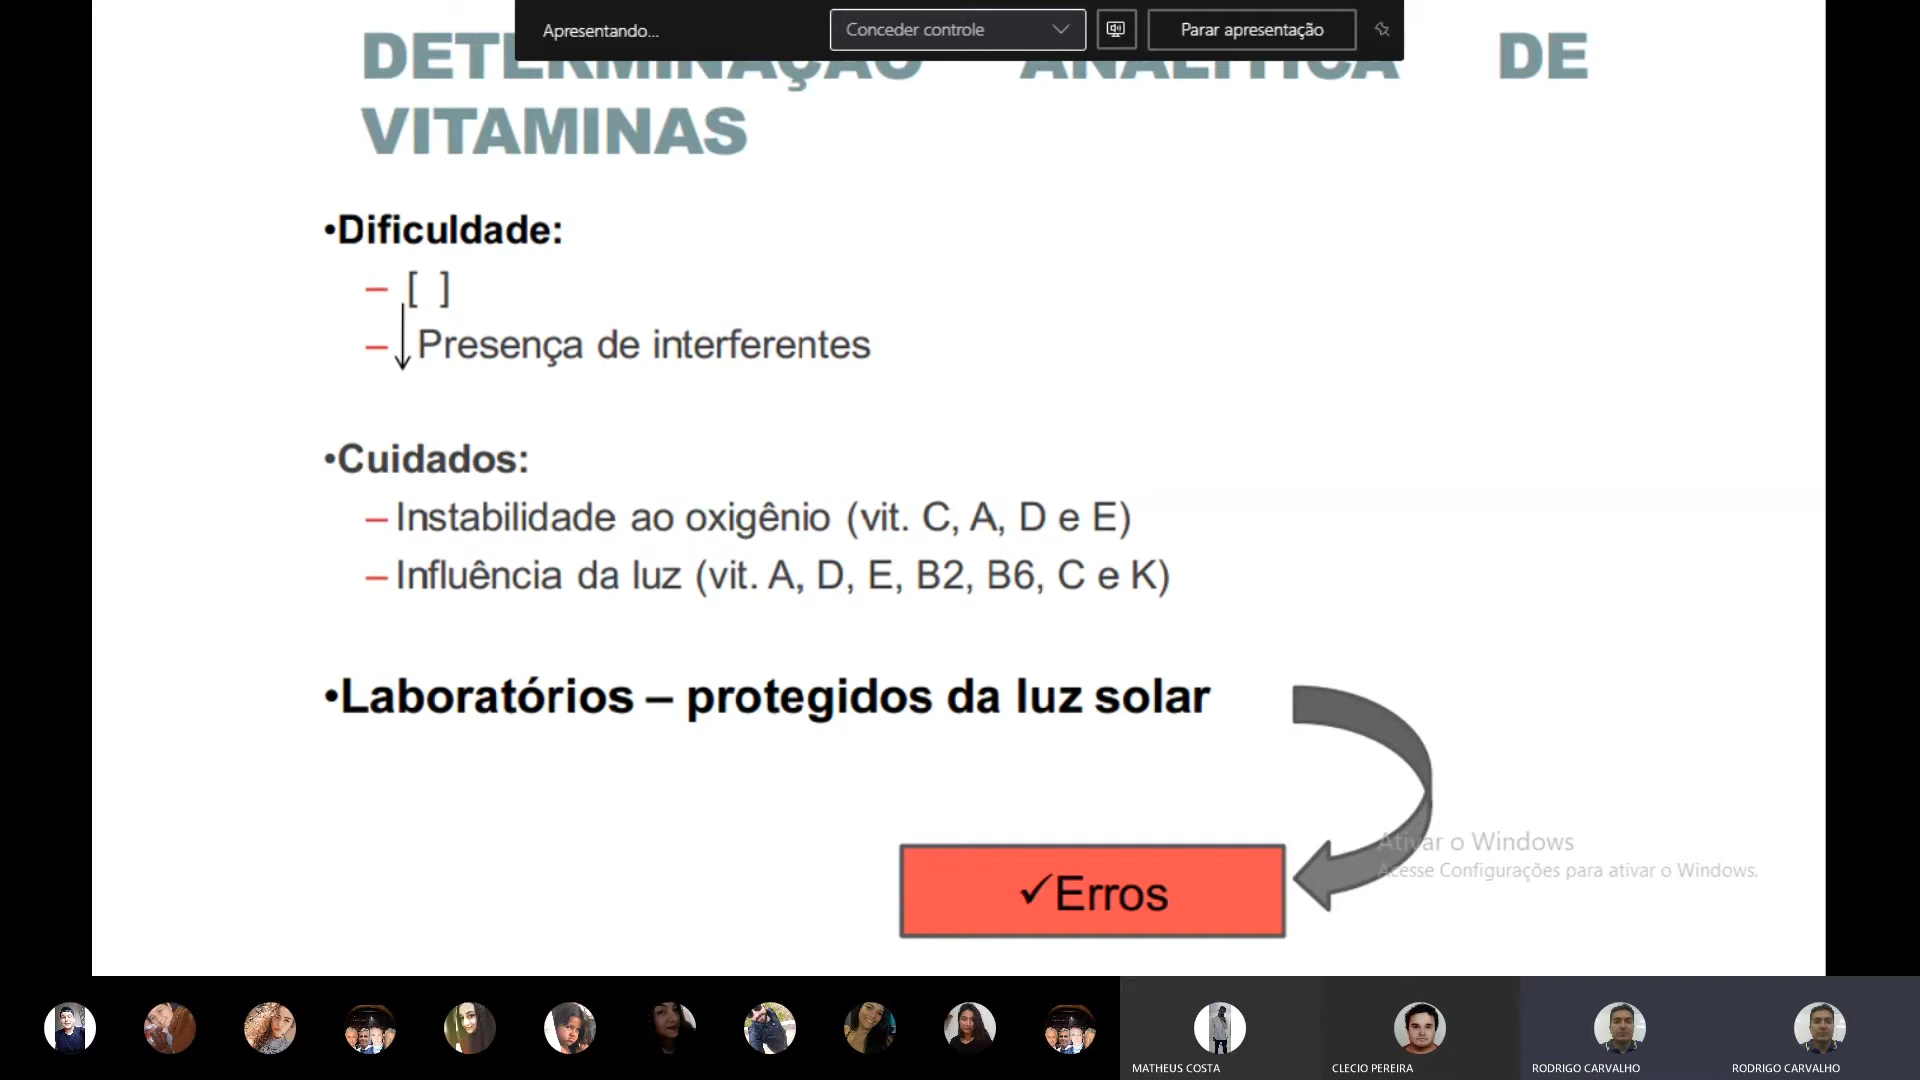 Apresentando...
Conceder controle
Parar apresentação
DETERMINAÇÃO ANALÍTICA DE
VITAMINAS
•Dificuldade:
– [ ]
– Presença de interferentes
•Cuidados:
– Instabilidade ao oxigênio (vit. C, A, D e E)
– Influência da luz (vit. A, D, E, B2, B6, C e K)
•Laboratórios – protegidos da luz solar
✓Erros
Ativar o Windows
Acesse Configurações para ativar o Windows.
MATHEUS COSTA
CLECIO PEREIRA
RODRIGO CARVALHO
RODRIGO CARVALHO